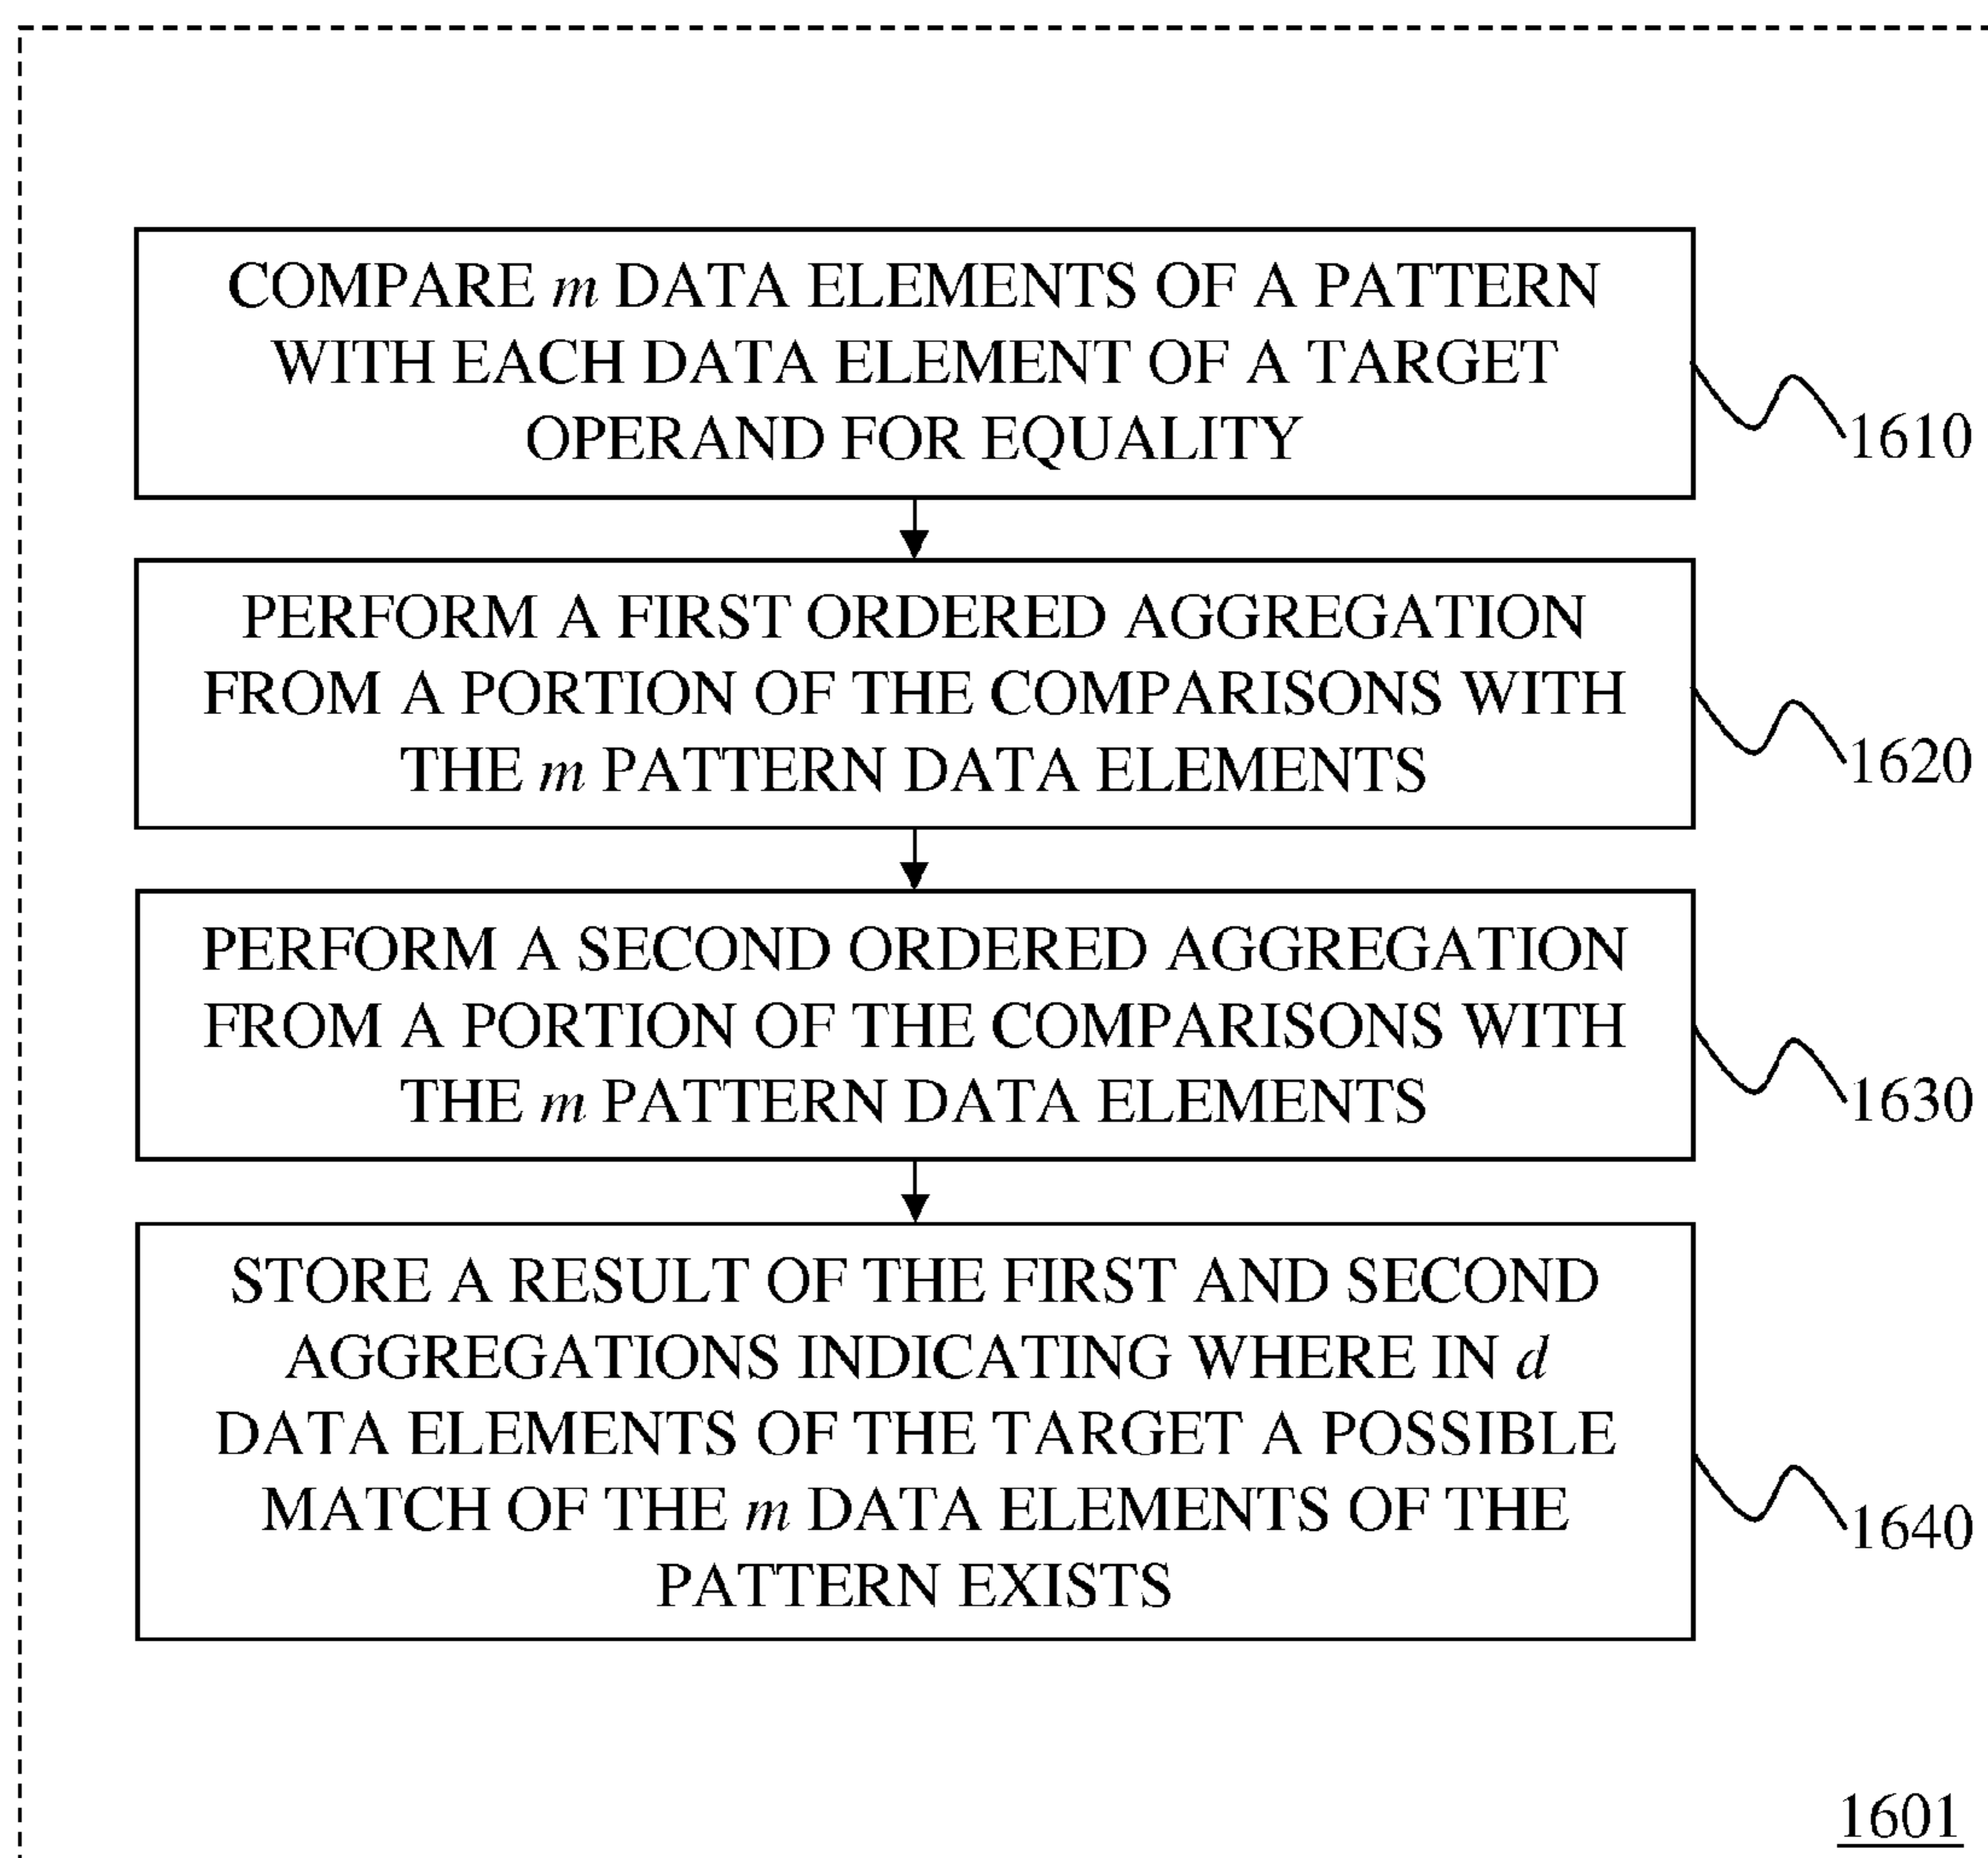 COMPARE m DATA ELEMENTS OF A PATTERN
WITH EACH DATA ELEMENT OF A TARGET
OPERAND FOR EQUALITY
1610
PERFORM A FIRST ORDERED AGGREGATION
FROM A PORTION OF THE COMPARISONS WITH
THE m PATTERN DATA ELEMENTS
1620
PERFORM A SECOND ORDERED AGGREGATION
FROM A PORTION OF THE COMPARISONS WITH
THE m PATTERN DATA ELEMENTS
1630
STORE A RESULT OF THE FIRST AND SECOND
AGGREGATIONS INDICATING WHERE IN d
DATA ELEMENTS OF THE TARGET A POSSIBLE
MATCH OF THE m DATA ELEMENTS OF THE
PATTERN EXISTS
1640
1601